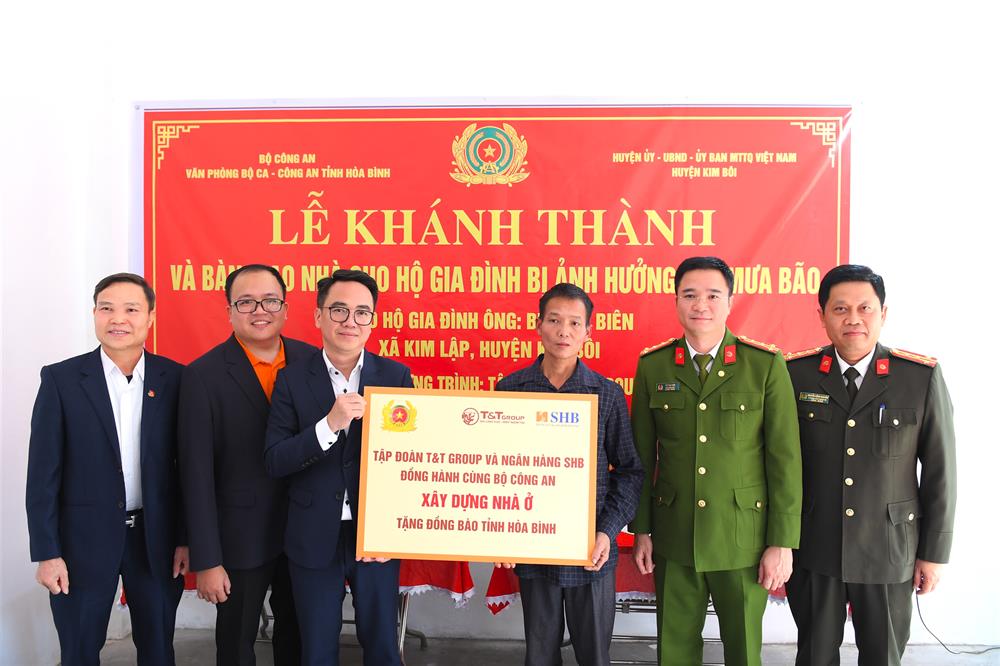 BỘ CÔNG AN
VĂN PHÒNG BỘ CA - CÔNG AN TỈNH HÒA BÌNH
HUYỆN ỦY - UBND - ỦY BAN MTTQ VIỆT NAM
HUYỆN KIM BÔI
LỄ KHÁNH THÀNH
VÀ BÀN NHÀ CHO HỘ GIA ĐÌNH BỊ ẢNH HƯỞNG MƯA BÃO
HỘ GIA ĐÌNH ÔNG: BIÊN
XÃ KIM LẬP, HUYỆN KIM BÔI
TRÌNH:
T&T GROUP
SHB
TẬP ĐOÀN T&T GROUP VÀ NGÂN HÀNG SHB
ĐỒNG HÀNH CÙNG BỘ CÔNG AN
XÂY DỰNG NHÀ Ở
TẶNG ĐỒNG BÀO TỈNH HÒA BÌNH